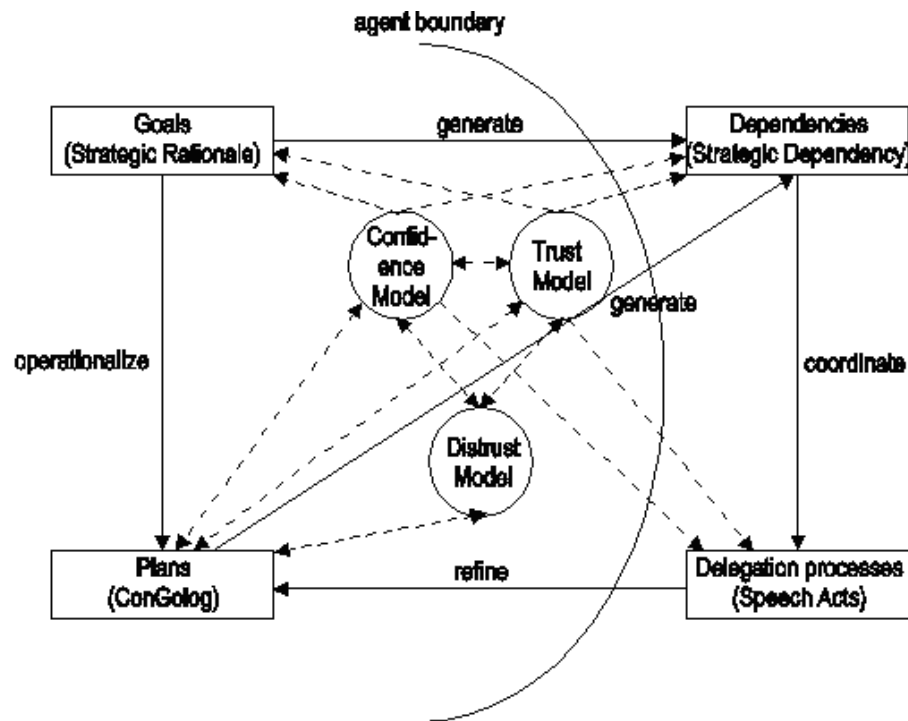 agent boundary
Goals
(Strategic Rationale)
generate
Dependencies
(Strategic Dependency)
Confid-
ence
Model
Trust
Model
generate
operationalize
coordinate
Distrust
Model
Plans
(ConGolog)
refine
Delegation processes
(Speech Acts)